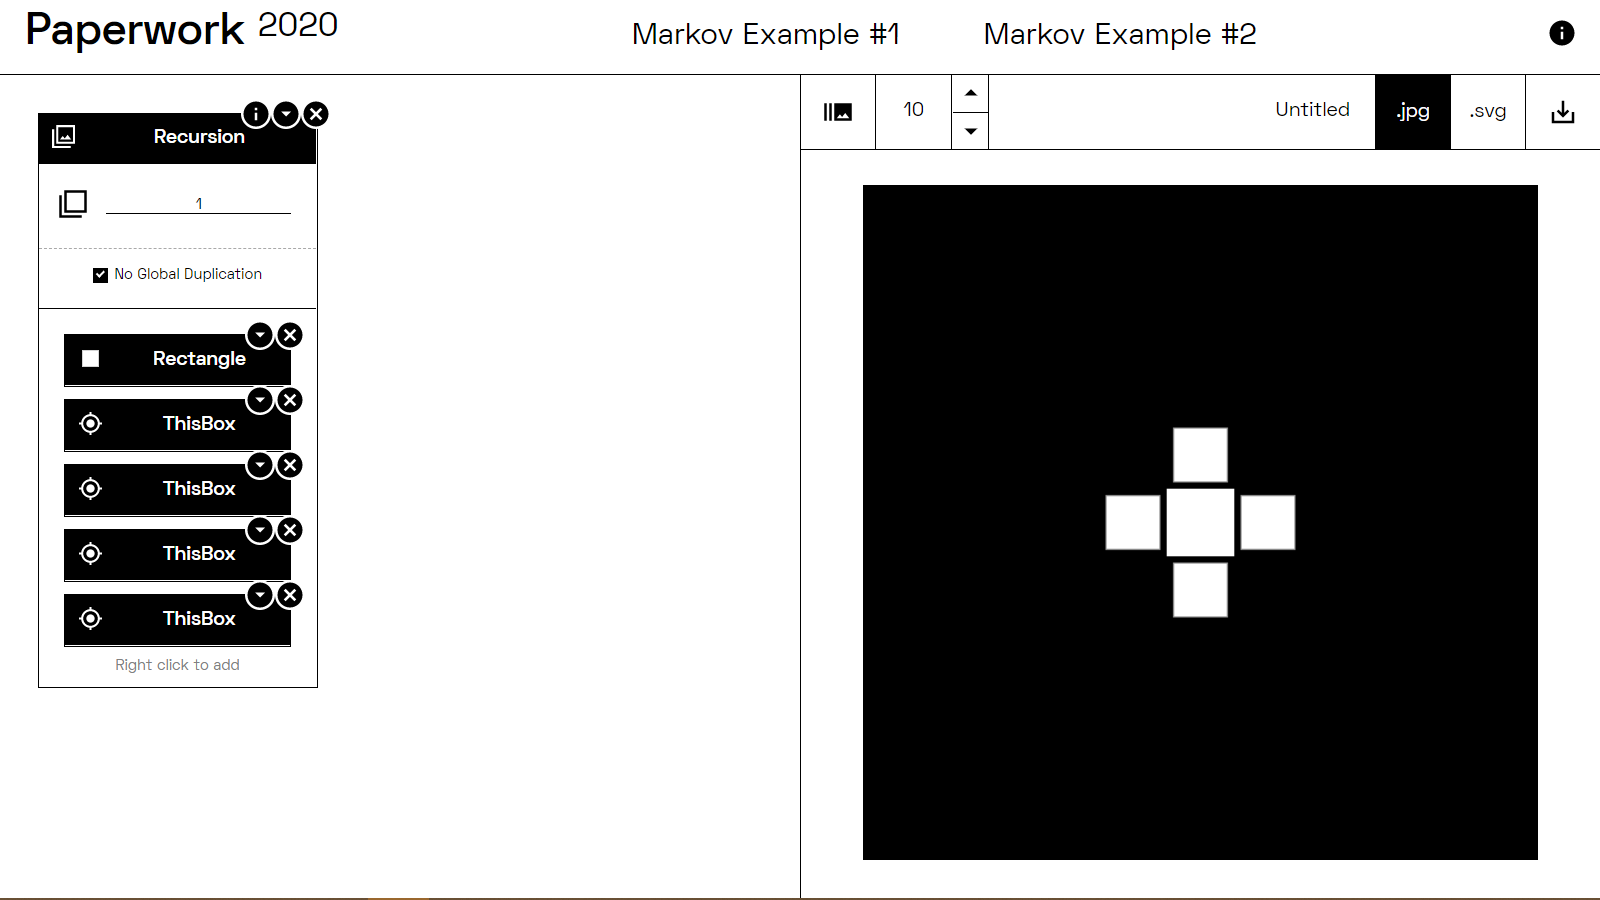 Paperwork 2020
Markov Example #1
Markov Example #2
Recursion
1
No Global Duplication
Rectangle
ThisBox
ThisBox
ThisBox
ThisBox
Right click to add
10
Untitled
.jpg
.svg